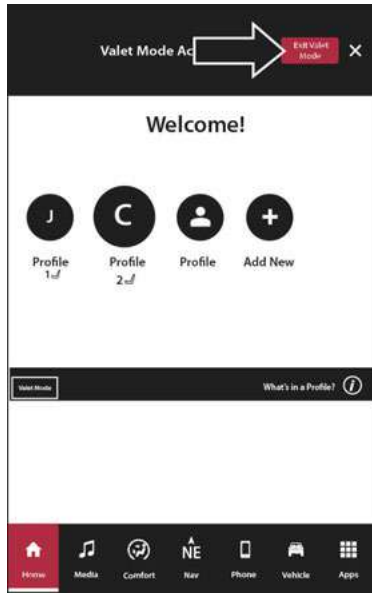 Valet Mode Ac
Exit Valet
Mode
Welcome!
J
C
Profile
1
Profile
2
Profile
Add New
Valet Mode
What's in a Profile?
i
NE
Home
Media
Comfort
Nav
Phone
Vehicle
Apps